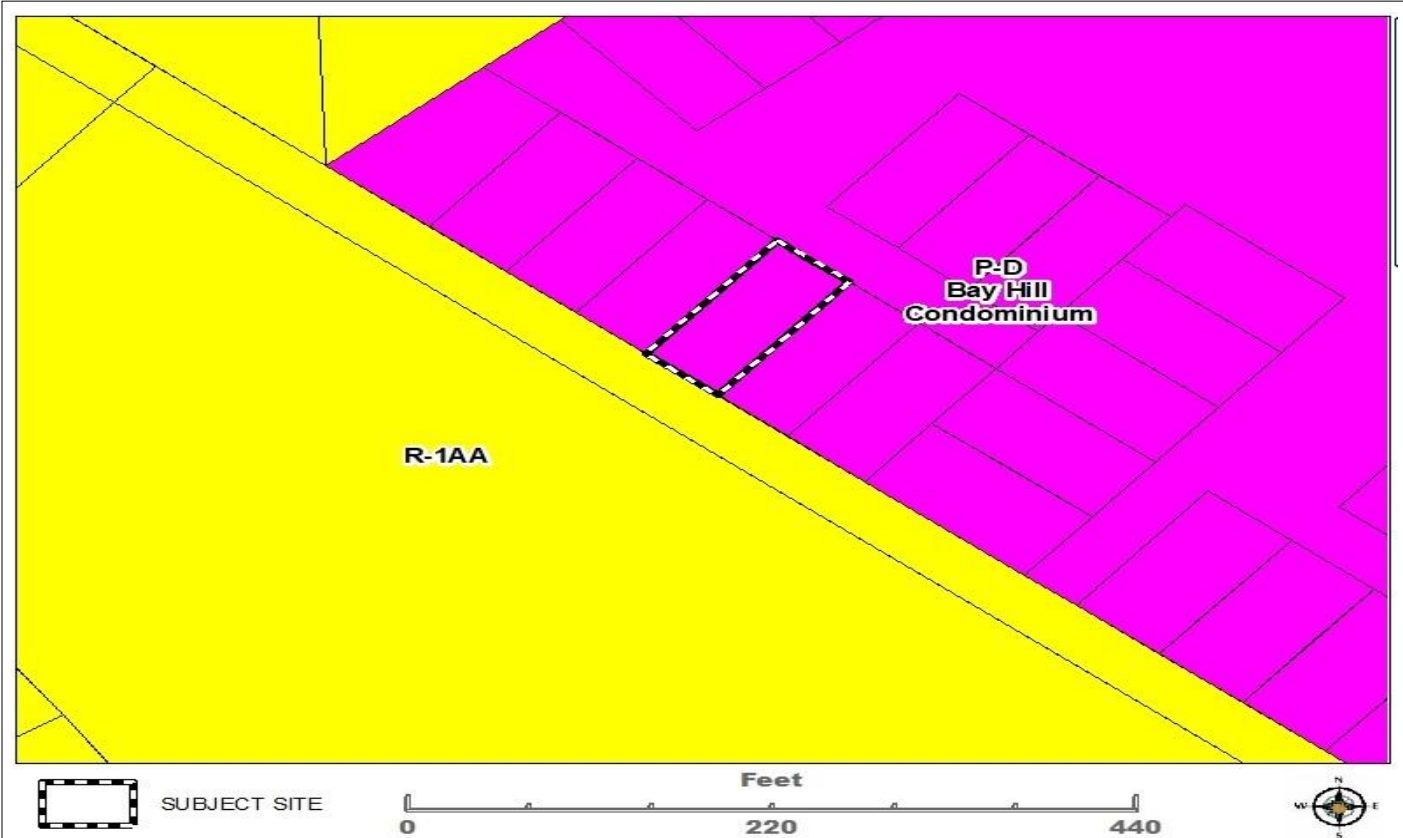 P-D
Bay Hill
Condominium
R-1AA
SUBJECT SITE
Feet
0 220 440
N
W E
S